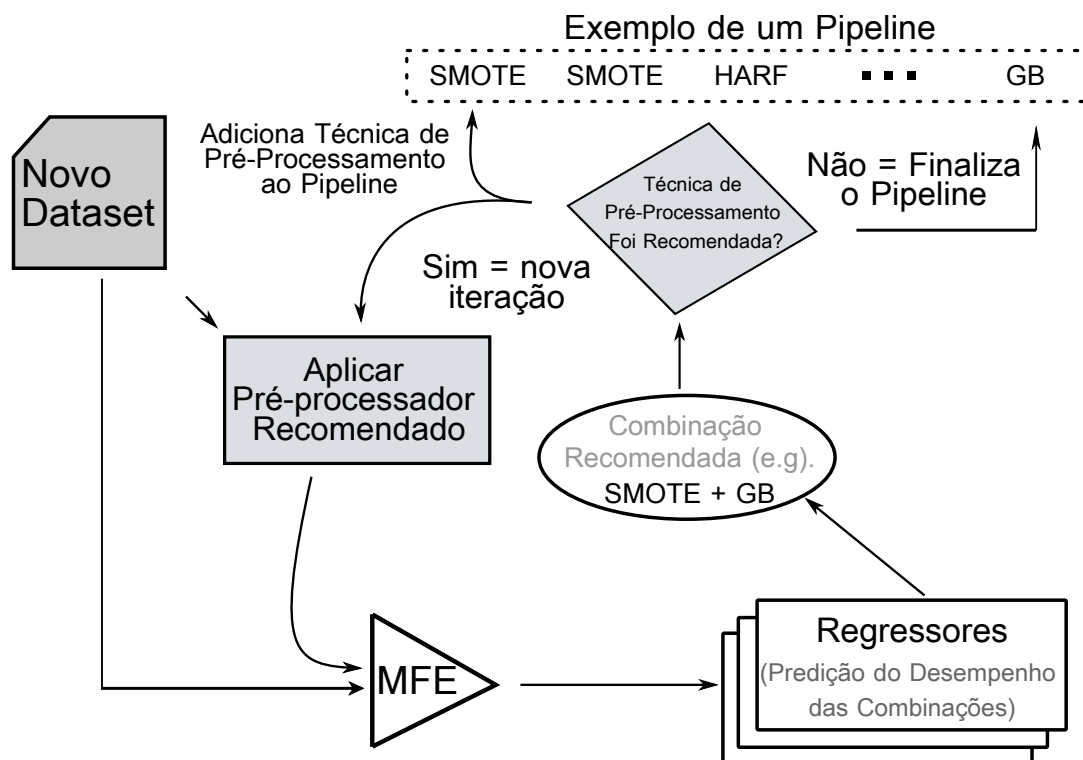 Exemplo de um Pipeline
SMOTE SMOTE HARF ... GB
Adiciona Técnica de
Pré-Processamento
ao Pipeline
Novo
Dataset
Técnica de
Pré-Processamento
Foi Recomendada?
Não = Finaliza
o Pipeline
Sim = nova
iteração
Aplicar
Pré-processador
Recomendado
Combinação
Recomendada (e.g).
SMOTE + GB
MFE
Regressores
(Predição do Desempenho
das Combinações)